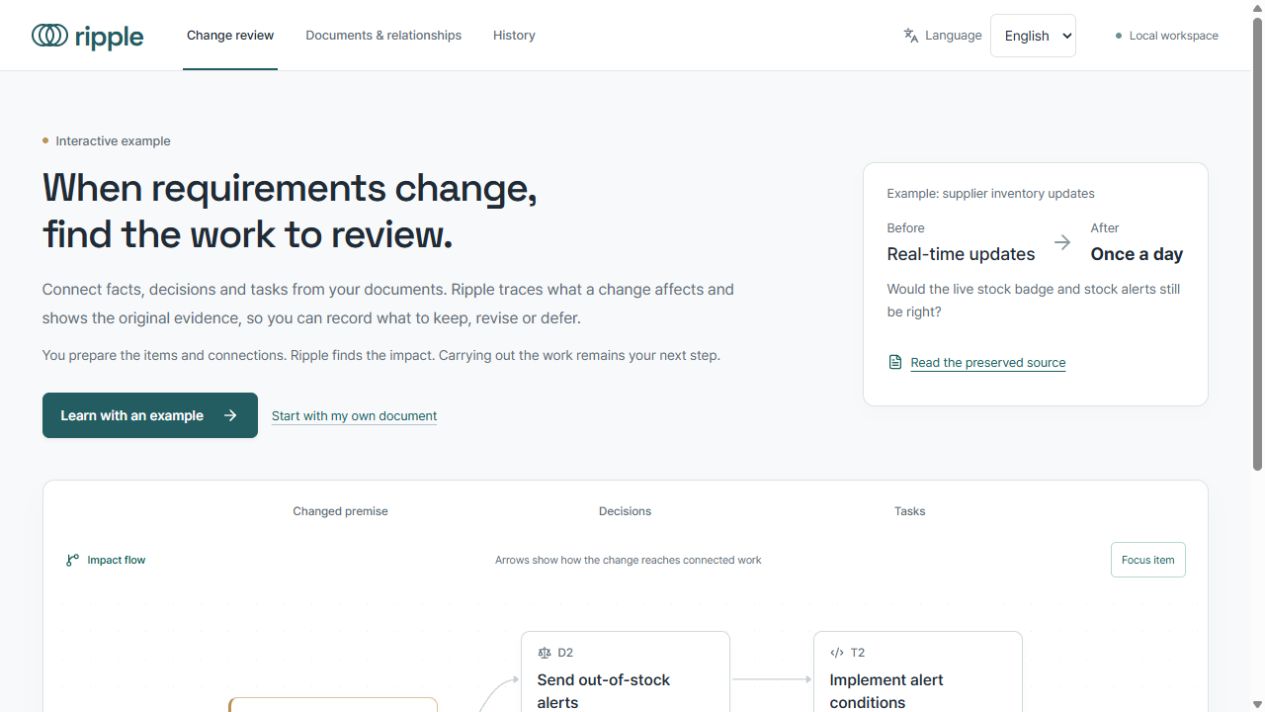 ripple
Change review
Documents & relationships
History
Language
English
Local workspace
Interactive example
When requirements change,
find the work to review.
Connect facts, decisions and tasks from your documents. Ripple traces what a change affects and
shows the original evidence, so you can record what to keep, revise or defer.
You prepare the items and connections. Ripple finds the impact. Carrying out the work remains your next step.
Learn with an example
Start with my own document
Example: supplier inventory updates
Before
Real-time updates
After
Once a day
Would the live stock badge and stock alerts still
be right?
Read the preserved source
Changed premise
Decisions
Tasks
Impact flow
Arrows show how the change reaches connected work
Focus item
D2
Send out-of-stock
alerts
T2
Implement alert
conditions